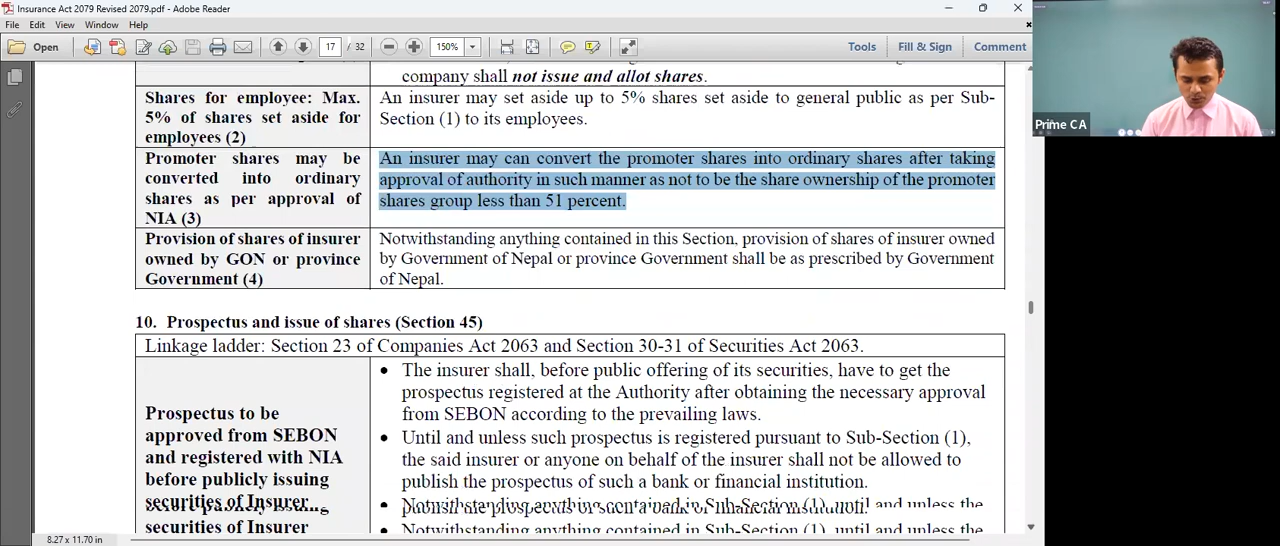 Insurance Act 2079 Revised 2079.pdf - Adobe Reader
File Edit View Window Help
Open 17 / 32 150% Tools Fill & Sign Comment
company shall not issue and allot shares.
Shares for employee: Max.
5% of shares set aside for
employees (2)
An insurer may set aside up to 5% shares set aside to general public as per Sub-
Section (1) to its employees.
Promoter shares may be
converted into ordinary
shares as per approval of
NIA (3)
An insurer may can convert the promoter shares into ordinary shares after taking
approval of authority in such manner as not to be the share ownership of the promoter
shares group less than 51 percent.
Provision of shares of insurer
owned by GON or province
Government (4)
Notwithstanding anything contained in this Section, provision of shares of insurer owned
by Government of Nepal or province Government shall be as prescribed by Government
of Nepal.
10. Prospectus and issue of shares (Section 45)
Linkage ladder: Section 23 of Companies Act 2063 and Section 30-31 of Securities Act 2063.
Prospectus to be
approved from SEBON
and registered with NIA
before publicly issuing
securities of Insurer
securities of Insurer
• The insurer shall, before public offering of its securities, have to get the
prospectus registered at the Authority after obtaining the necessary approval
from SEBON according to the prevailing laws.
• Until and unless such prospectus is registered pursuant to Sub-Section (1),
the said insurer or anyone on behalf of the insurer shall not be allowed to
publish the prospectus of such a bank or financial institution.
• Notwithstanding anything contained in Sub-Section (1), until and unless the
• Notwithstanding anything contained in Sub-Section (1), until and unless the
8.27 x 11.70 in
Prime CA